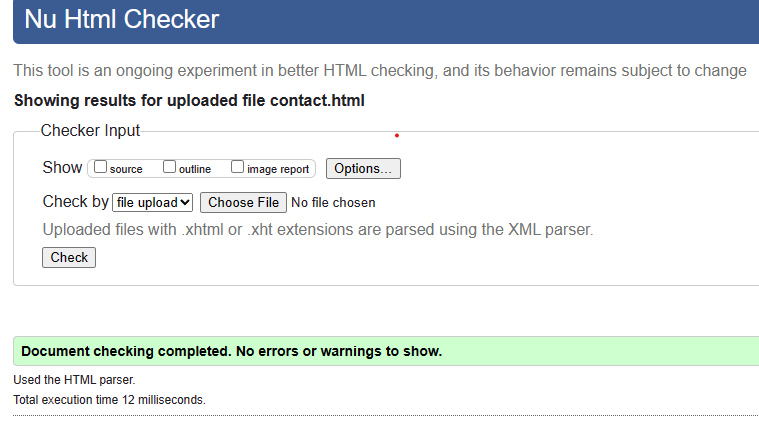 Nu Html Checker
This tool is an ongoing experiment in better HTML checking, and its behavior remains subject to change
Showing results for uploaded file contact.html
Checker Input
Show source outline image report Options...
Check by file upload Choose File No file chosen
Uploaded files with .xhtml or .xht extensions are parsed using the XML parser.
Check
Document checking completed. No errors or warnings to show.
Used the HTML parser.
Total execution time 12 milliseconds.